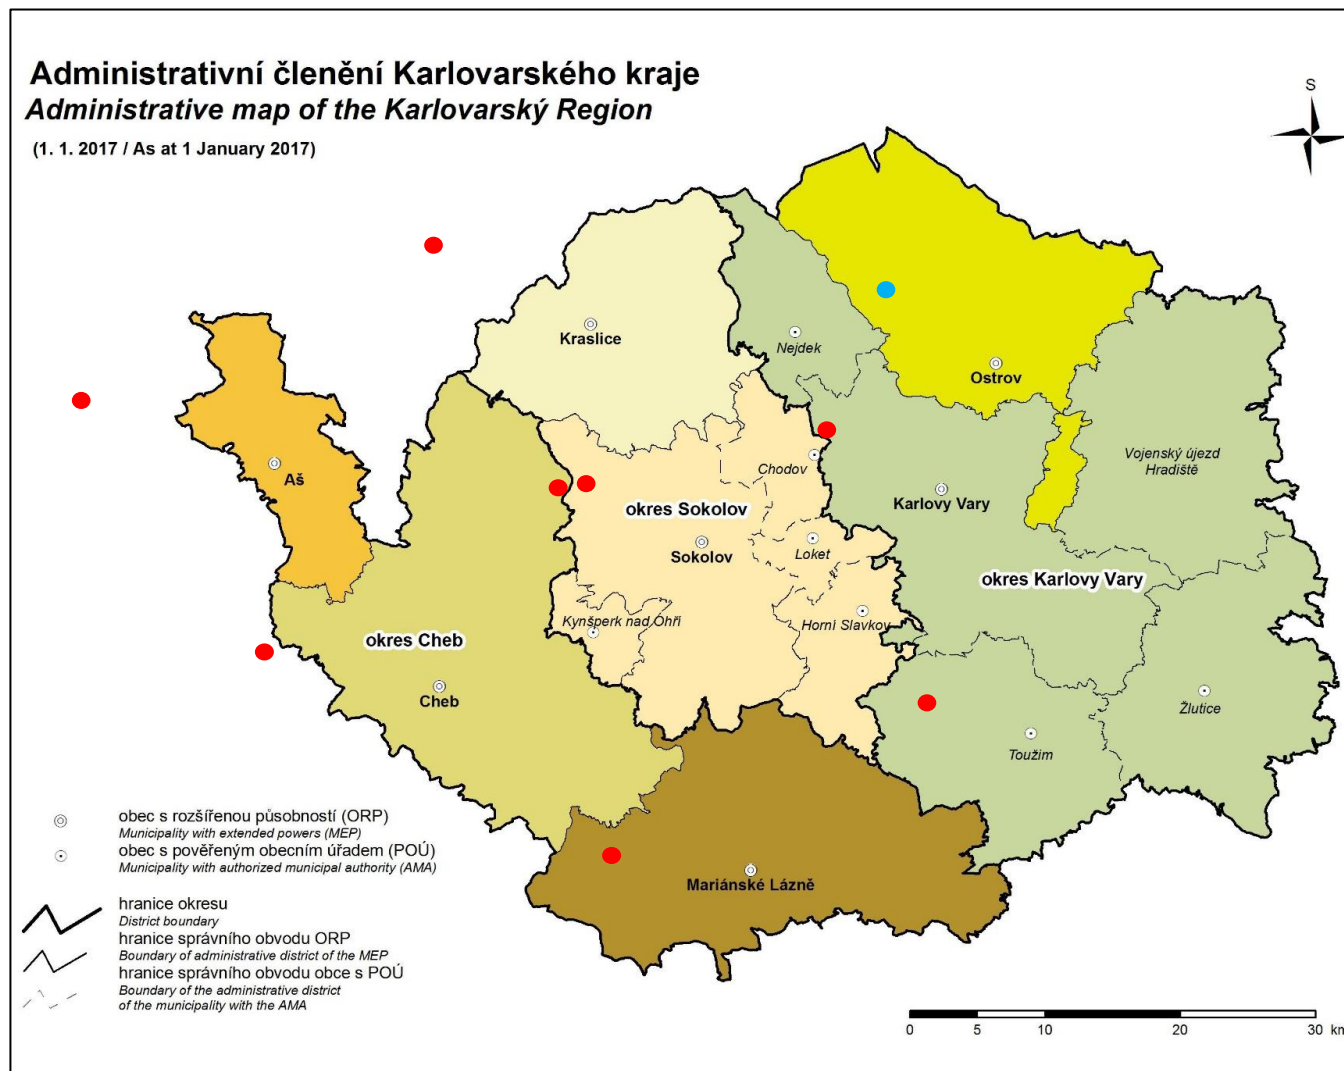 Administrativní členění Karlovarského kraje
Administrative map of the Karlovarský Region
(1. 1. 2017 / As at 1 January 2017)
S
Kraslice
Nejdek
Ostrov
Aš
Chodov
Vojenský újezd
Hradiště
Karlovy Vary
okres Sokolov
Sokolov
Loket
okres Karlovy Vary
Kynšperk nad Ohří
Horní Slavkov
okres Cheb
Cheb
Žlutice
Toužim
Mariánské Lázně
obec s rozšířenou působností (ORP)
Municipality with extended powers (MEP)
obec s pověřeným obecním úřadem (POÚ)
Municipality with authorized municipal authority (AMA)
hranice okresu
District boundary
hranice správního obvodu ORP
Boundary of administrative district of the MEP
hranice správního obvodu obce s POÚ
Boundary of the administrative district
of the municipality with the AMA
0 5 10 20 30 km